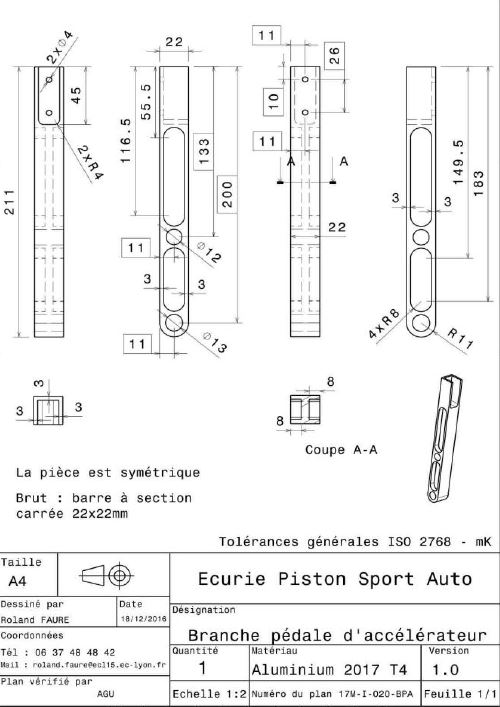 2xØ4
22
11
26
45
55.5
116.5
133
200
10
149.5
183
2xR4
11
A
A
211
3
3
22
11
Ø12
3
3
11
Ø13
4xR8
R11
3
3
3
8
8
Coupe A-A
La pièce est symétrique
Brut : barre à section
carrée 22x22mm
Tolérances générales ISO 2768 - mK
Taille
A4
Ecurie Piston Sport Auto
Dessiné par
Roland FAURE
Date
18/12/2016
Désignation
Branche pédale d'accélérateur
Coordonnées
Tél : 06 37 48 48 42
Mail : roland.faure@ecl15.ec-lyon.fr
Quantité
1
Matériau
Aluminium 2017 T4
Version
1.0
Plan vérifié par
AGU
Echelle 1:2
Numéro du plan 17M-I-020-BPA
Feuille 1/1